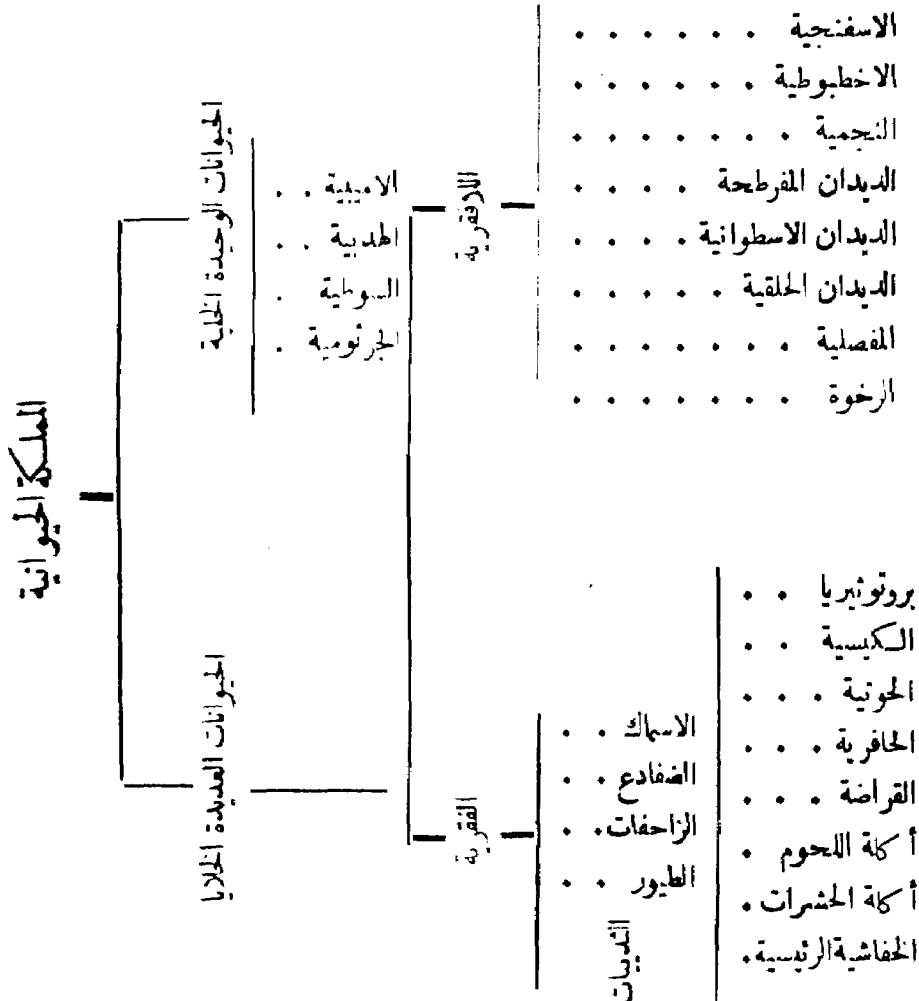 المملكة الحيوانية
الحيوانات الوحيدة الخلية
الاميبية . .
الهدبية . .
السوطية .
الجرثومية .
الحيوانات العديدة الخلايا
اللافقرية
الاسفنجية . . . . . .
الاخطبوطية . . . . . .
النجمية . . . . . . .
الديدان المفرطحة . . . .
الديدان الاسطوانية . . . .
الديدان الحلقية . . . . .
المفصلية . . . . . . .
الرخوة . . . . . .
الفقرية
الاسماك . .
الضفادع . .
الزاحفات . .
الطيور . .
الثدييات
بروتوثيريا . .
الكيسية . .
الحوتية . . .
الحافرية . . .
القراضة . . .
أكلة اللحوم .
أكلة الحشرات .
الخفاشية الرئيسية .